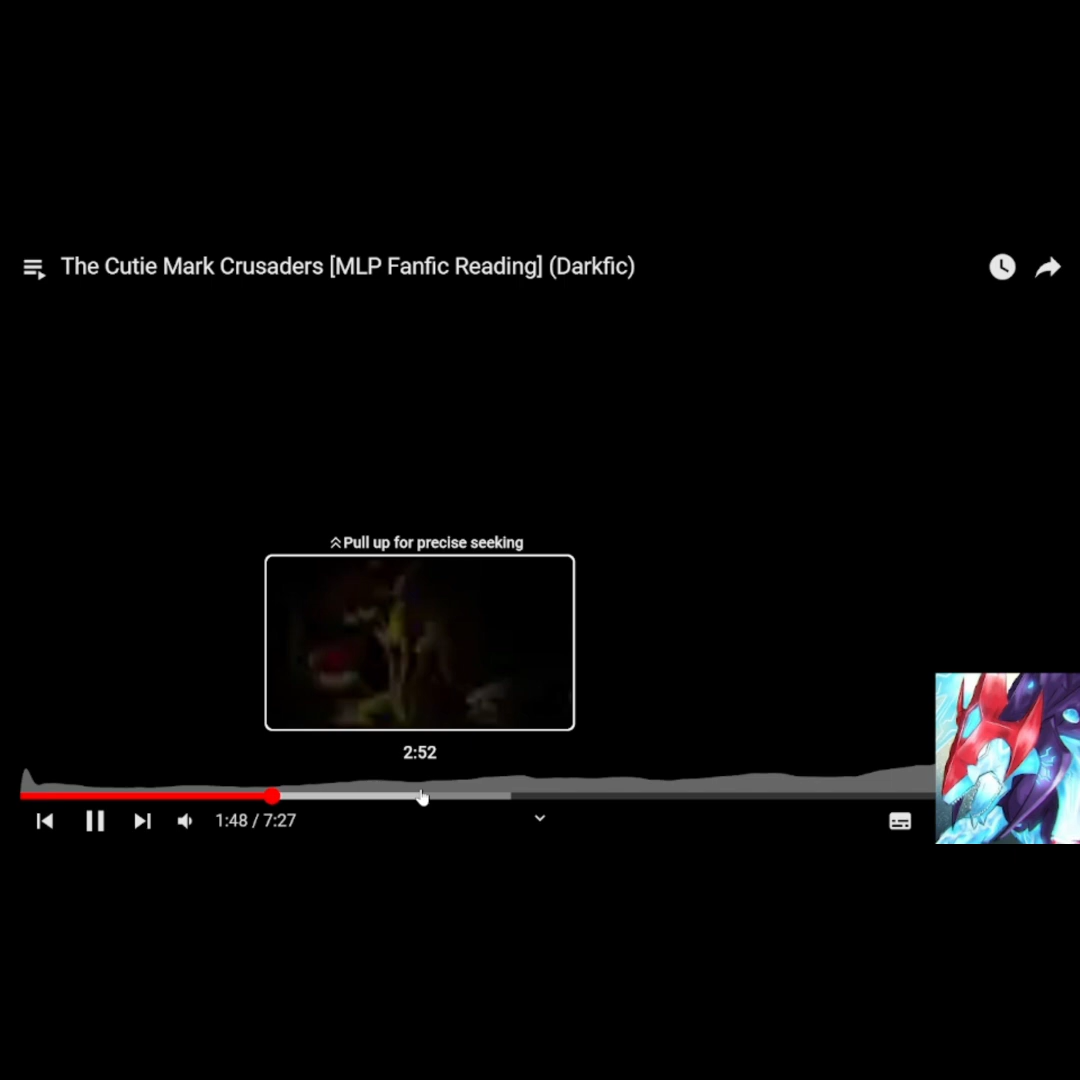 The Cutie Mark Crusaders [MLP Fanfic Reading] (Darkfic)
Pull up for precise seeking
2:52
1:48 / 7:27